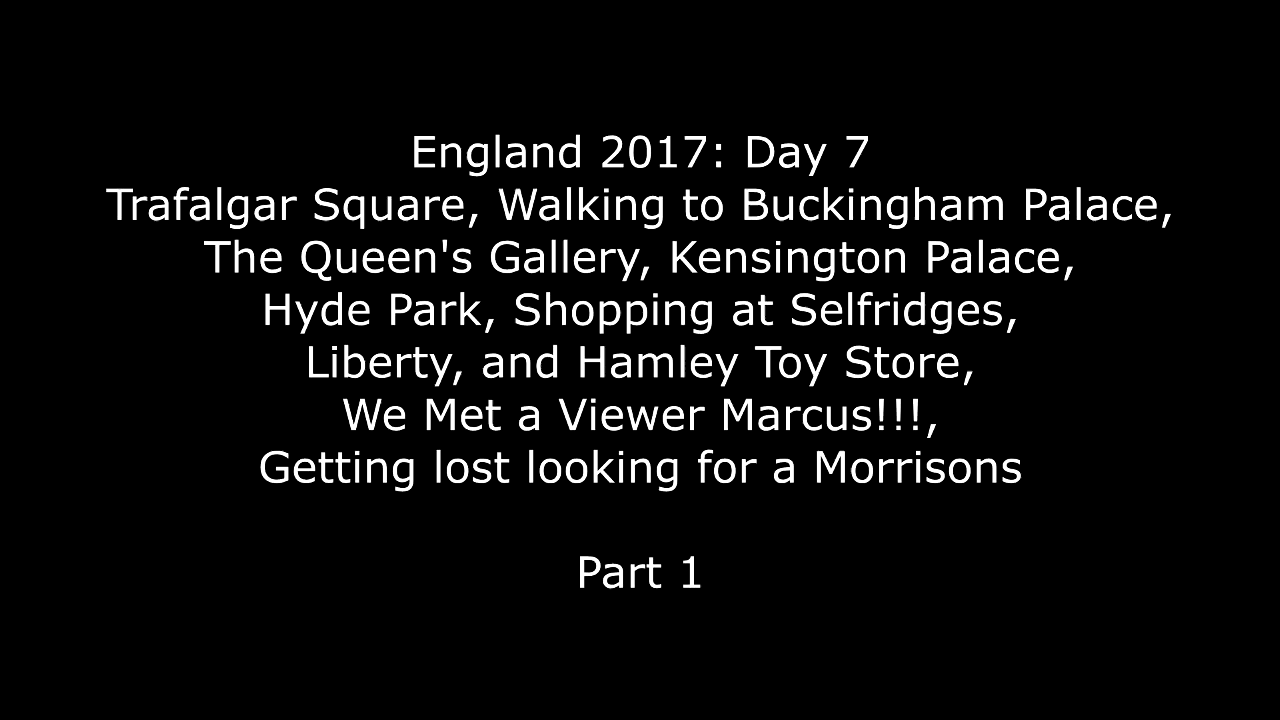 England 2017: Day 7
Trafalgar Square, Walking to Buckingham Palace,
The Queen's Gallery, Kensington Palace,
Hyde Park, Shopping at Selfridges,
Liberty, and Hamley Toy Store,
We Met a Viewer Marcus!!!,
Getting lost looking for a Morrisons
Part 1